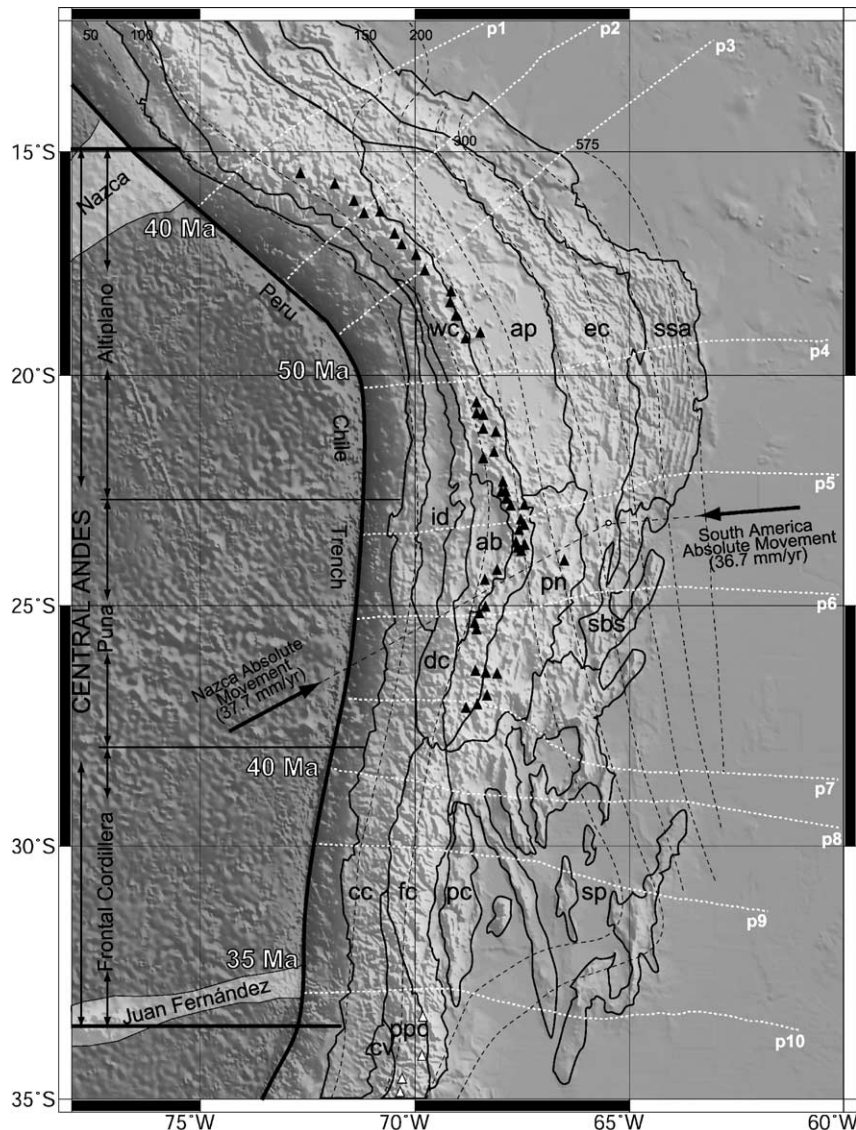 50
100
150
200
p1
p2
p3
300
575
15°S
Nazca
40 Ma
Peru
Altiplano
wc
ap
ec
ssa
p4
20°S
50 Ma
Chile
p5
id
South America
Absolute Movement
(36.7 mm/yr)
CENTRAL ANDES
Trench
ab
pn
25°S
Puna
p6
sbs
dc
Nazca Absolute
Movement
(37.7 mm/yr)
40 Ma
p7
p8
30°S
Frontal Cordillera
cc
fc
pc
sp
p9
35 Ma
Juan Fernández
ppc
cv
p10
35°S
75°W
70°W
65°W
60°W